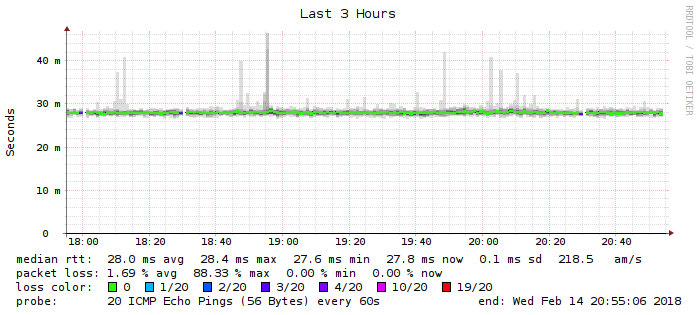 Last 3 Hours
RRDTOOL / TOBI OETIKER
Seconds
40 m
30 m
20 m
10 m
0
18:00 18:20 18:40 19:00 19:20 19:40 20:00 20:20 20:40
median rtt: 28.0 ms avg 28.4 ms max 27.6 ms min 27.8 ms now 0.1 ms sd 218.5 am/s
packet loss: 1.69 % avg 88.33 % max 0.00 % min 0.00 % now
loss color: 0 1/20 2/20 3/20 4/20 10/20 19/20
probe: 20 ICMP Echo Pings (56 Bytes) every 60s end: Wed Feb 14 20:55:06 2018